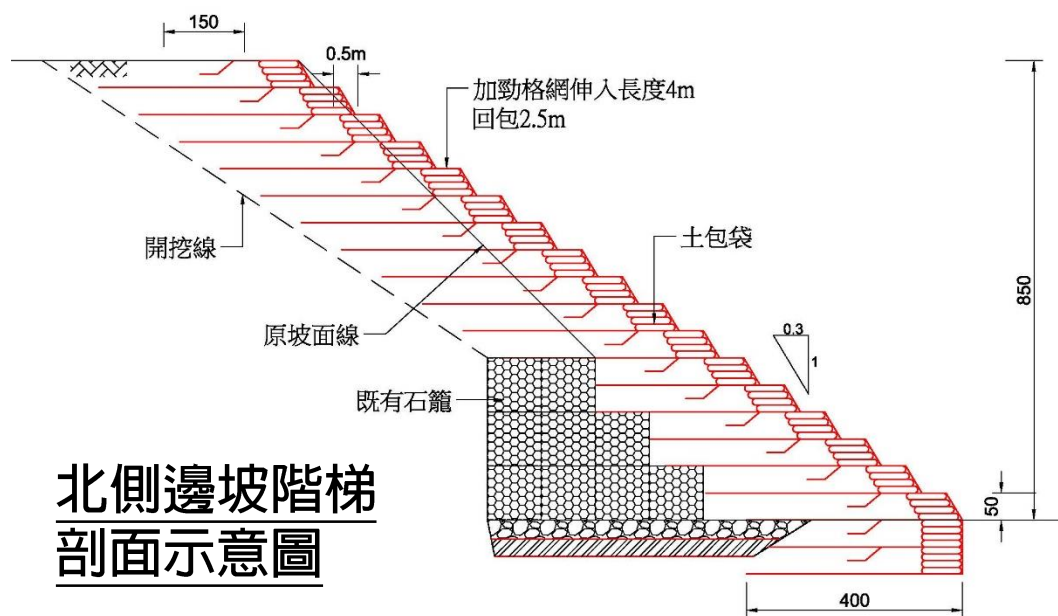 150
0.5m
加勁格網伸入長度4m
回包2.5m
開挖線
土包袋
850
原坡面線
0.3
1
既有石籠
北側邊坡階梯
剖面示意圖
50
400